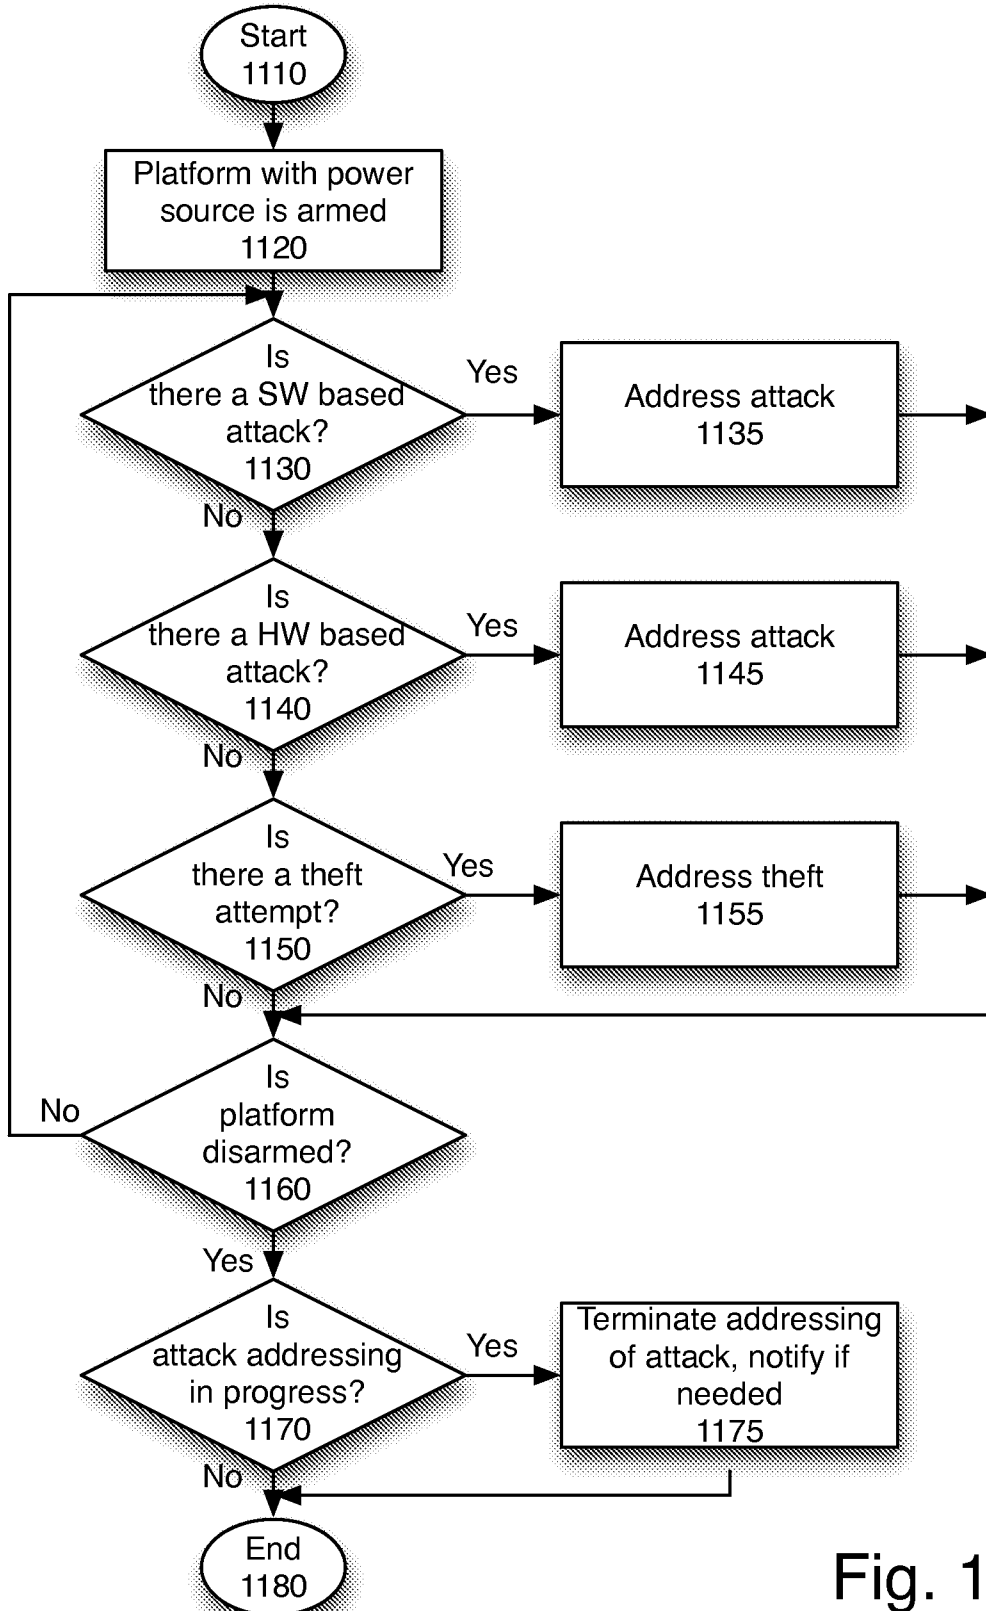 Start
1110
Platform with power
source is armed
1120
Is
there a SW based
attack?
1130
Yes
Address attack
1135
No
Is
there a HW based
attack?
1140
Yes
Address attack
1145
No
Is
there a theft
attempt?
1150
Yes
Address theft
1155
No
Is
platform
disarmed?
1160
No
Yes
Is
attack addressing
in progress?
1170
Yes
Terminate addressing
of attack, notify if
needed
1175
No
End
1180
Fig. 1